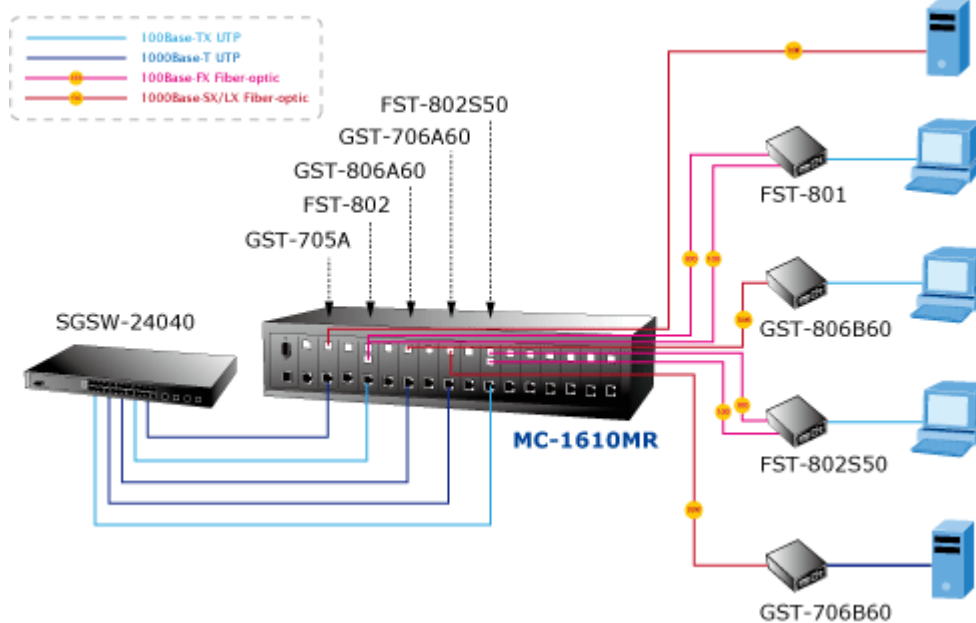 100Base-TX UTP
1000Base-T UTP
100Base-FX Fiber-optic
1000Base-SX/LX Fiber-optic
FST-802S50
GST-706A60
GST-806A60
FST-802
GST-705A
SGSW-24040
MC-1610MR
FST-801
GST-806B60
FST-802S50
GST-706B60